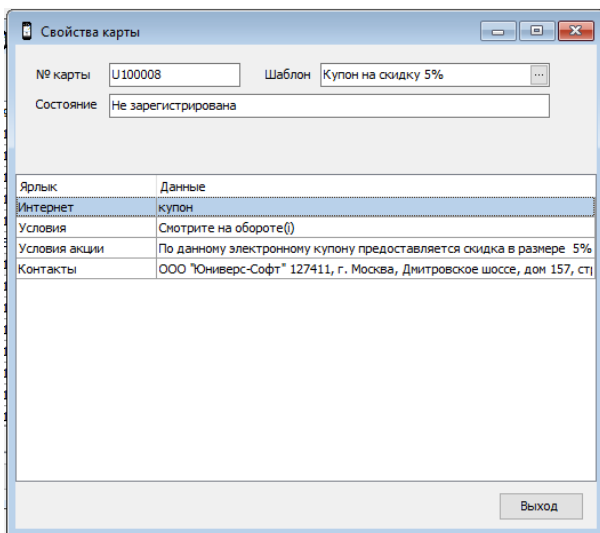 Свойства карты
№ карты U100008 Шаблон Купон на скидку 5% ...
Состояние Не зарегистрирована
Ярлык Данные
Интернет купон
Условия Смотрите на обороте(i)
Условия акции По данному электронному купону предоставляется скидка в размере 5%
Контакты ООО "Юниверс-Софт" 127411, г. Москва, Дмитровское шоссе, дом 157,
Выход